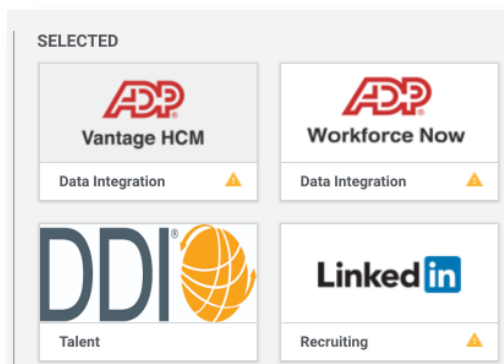 SELECTED
ADP
Vantage HCM
Data Integration
ADP
Workforce Now
Data Integration
DDI®
Talent
LinkedIn
Recruiting